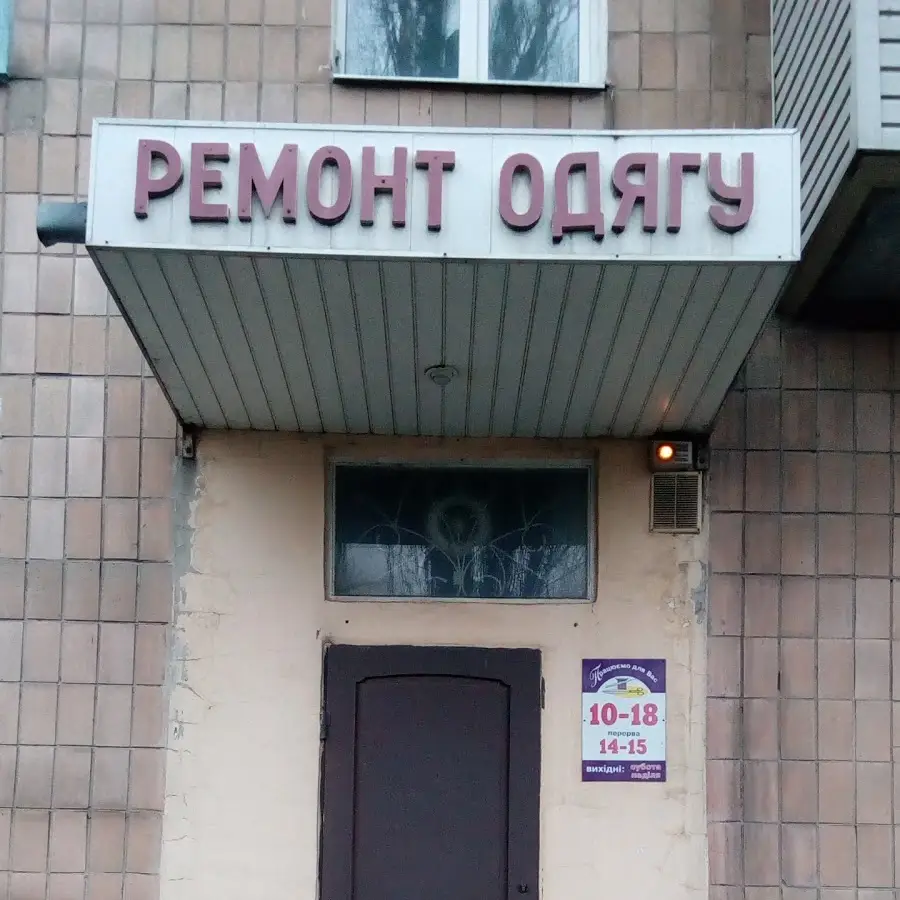 РЕМОНТ ОДЯГУ
Працюємо для Вас
10-18
перерва
14-15
вихідні: субота
неділя